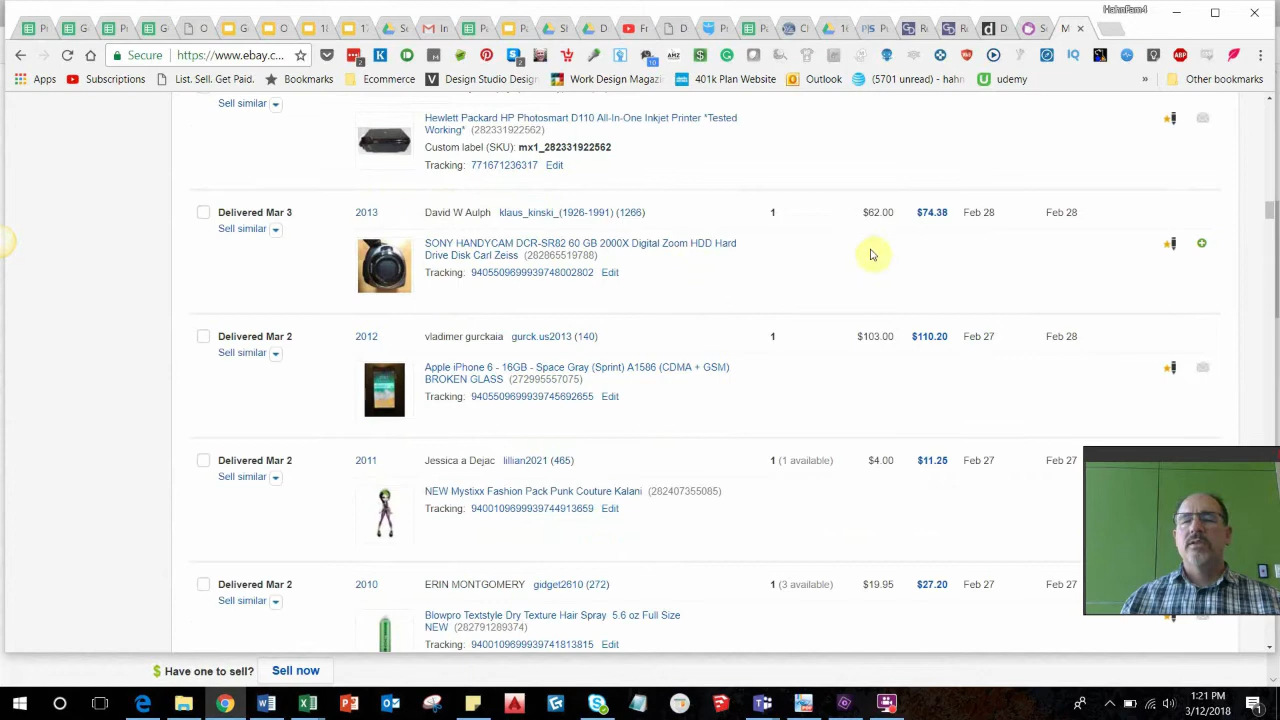 HahnFam4
Secure https://www.ebay.c...
Apps Subscriptions List. Sell. Get Paid. Bookmarks Ecommerce Design Studio Desig Work Design Magazi 401k Plan Website Outlook (5701 unread) - hahn udemy » Other bookmarks
Sell similar
Hewlett Packard HP Photosmart D110 All-In-One Inkjet Printer *Tested
Working* (282331922562)
Custom label (SKU): mx1_282331922562
Tracking: 771671236317 Edit
Delivered Mar 3 2013 David W Aulph klaus_kinski_(1926-1991) (1266) 1 $62.00 $74.38 Feb 28 Feb 28
Sell similar
SONY HANDYCAM DCR-SR82 60 GB 2000X Digital Zoom HDD Hard
Drive Disk Carl Zeiss (282865519788)
Tracking: 9405509699939748002802 Edit
Delivered Mar 2 2012 vladimer gurckaia gurck.us2013 (140) 1 $103.00 $110.20 Feb 27 Feb 28
Sell similar
Apple iPhone 6 - 16GB - Space Gray (Sprint) A1586 (CDMA + GSM)
BROKEN GLASS (272995557075)
Tracking: 9405509699939745692655 Edit
Delivered Mar 2 2011 Jessica a Dejac lillian2021 (465) 1 (1 available) $4.00 $11.25 Feb 27 Feb 27
Sell similar
NEW Mystixx Fashion Pack Punk Couture Kalani (282407355085)
Tracking: 9400109699939744913659 Edit
Delivered Mar 2 2010 ERIN MONTGOMERY gidget2610 (272) 1 (3 available) $19.95 $27.20 Feb 27 Feb 27
Sell similar
Blowpro Textstyle Dry Texture Hair Spray 5.6 oz Full Size
NEW (282791289374)
Tracking: 9400109699939741813815 Edit
$ Have one to sell? Sell now
1:21 PM
3/12/2018